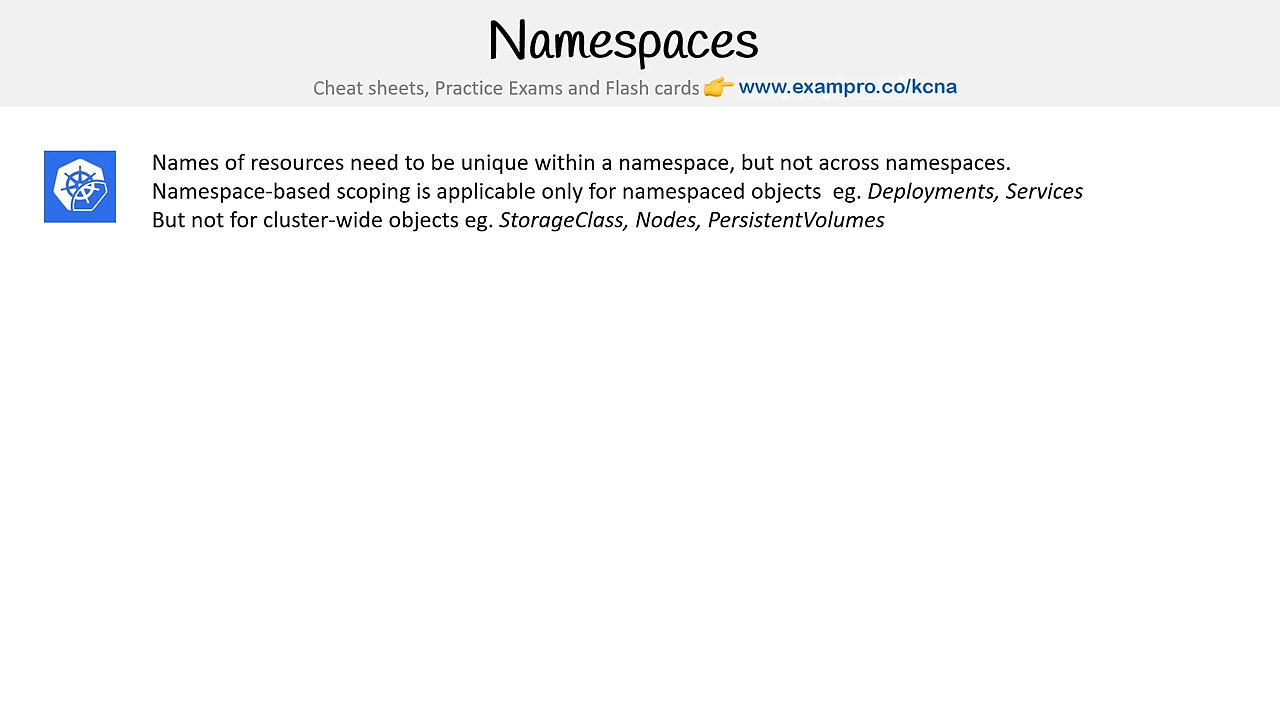 Namespaces
Cheat sheets, Practice Exams and Flash cards 👉 www.exampro.co/kcna
Names of resources need to be unique within a namespace, but not across namespaces.
Namespace-based scoping is applicable only for namespaced objects  eg. Deployments, Services
But not for cluster-wide objects eg. StorageClass, Nodes, PersistentVolumes